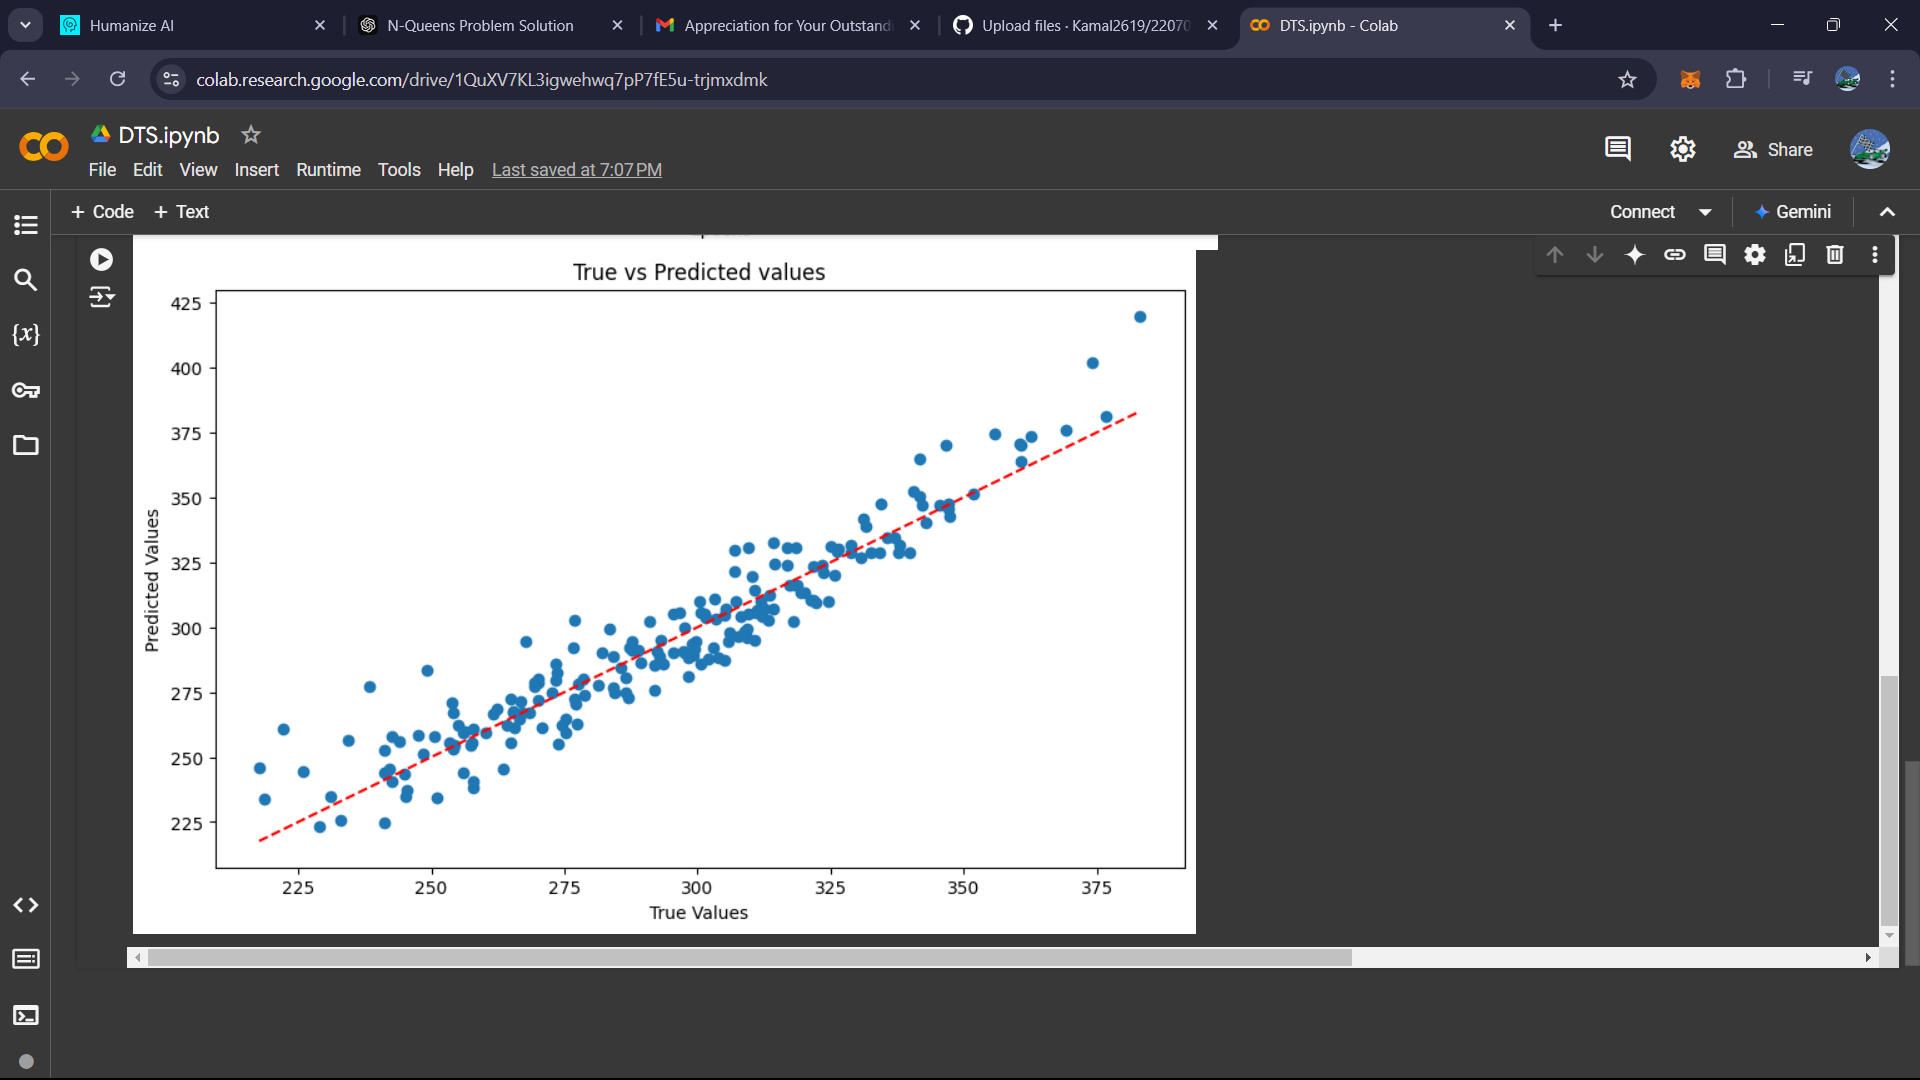 Humanize AI
N-Queens Problem Solution
Appreciation for Your Outstandi
Upload files · Kamal2619/22070
DTS.ipynb - Colab
colab.research.google.com/drive/1QuXV7KL3igwehwq7pP7fE5u-trjmxdmk
DTS.ipynb
Share
File Edit View Insert Runtime Tools Help Last saved at 7:07 PM
+ Code + Text
Connect
Gemini
True vs Predicted values
425
400
375
350
325
300
275
250
225
Predicted Values
225 250 275 300 325 350 375
True Values